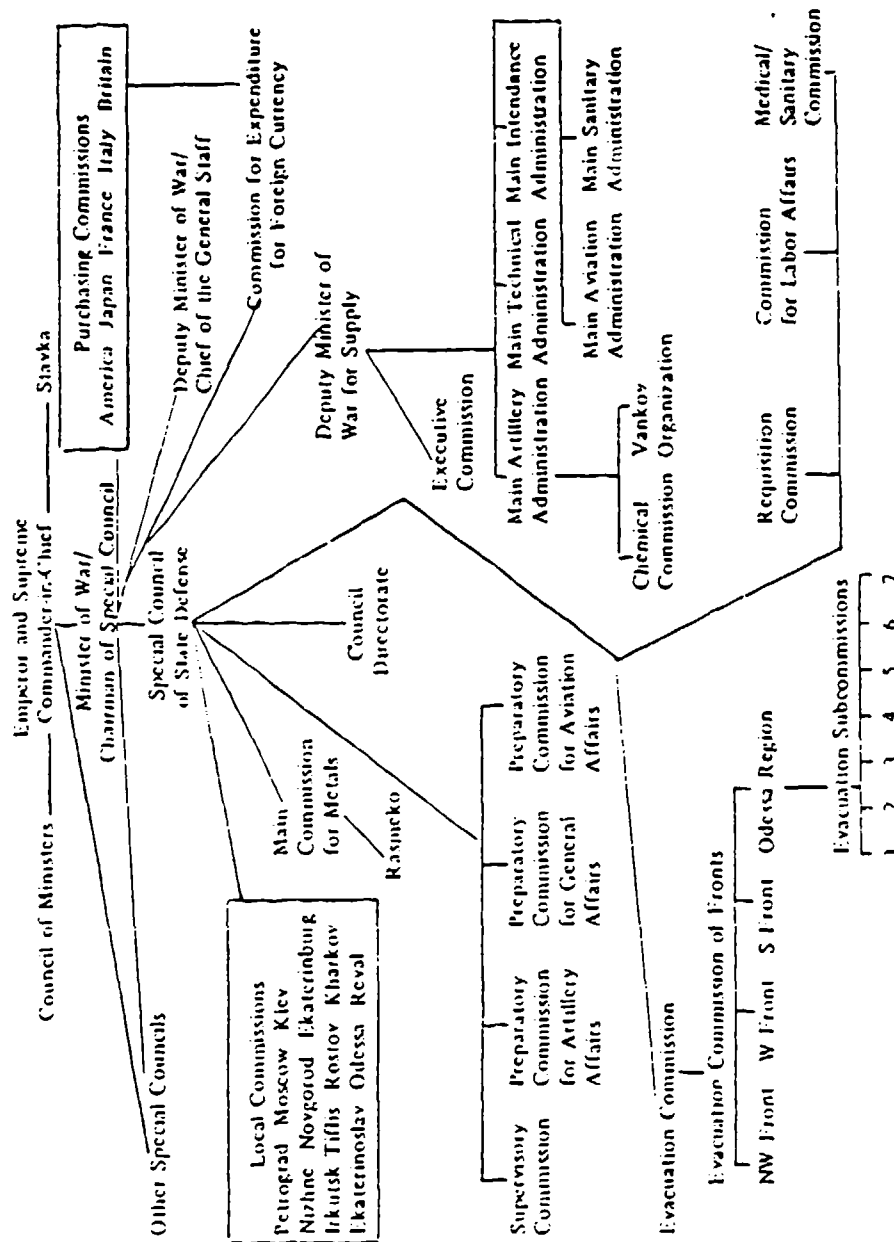 Emperor and Supreme
Council of Ministers Commander-in-Chief Stavka
Minister of War/
Chairman of Special Council
Purchasing Commissions
America Japan France Italy Britain
Other Special Councils
Special Council
of State Defense
Deputy Minister of War/
Chief of the General Staff
Commission for Expenditure
for Foreign Currency
Local Commissions
Petrograd Moscow Kiev
Nizhne Novgorod Ekaterinburg
Irkutsk Tiflis Rostov Kharkov
Ekaterinoslav Odessa Reval
Main
Commission
for Metals
Rasmeko
Council
Directorate
Deputy Minister of
War for Supply
Executive
Commission
Supervisory
Commission
Preparatory
Commission
for Artillery
Affairs
Preparatory
Commission
for General
Affairs
Preparatory
Commission
for Aviation
Affairs
Main Artillery Main Technical Main Intendance
Administration Administration Administration
Main Aviation Main Sanitary
Administration Administration
Chemical Vankov
Commission Organization
Evacuation Commission
Evacuation Commission of Fronts
NW Front W Front S Front Odessa Region
Evacuation Subcommissions
1 2 3 4 5 6 7
Requisition
Commission
Commission
for Labor Affairs
Medical/
Sanitary
Commission